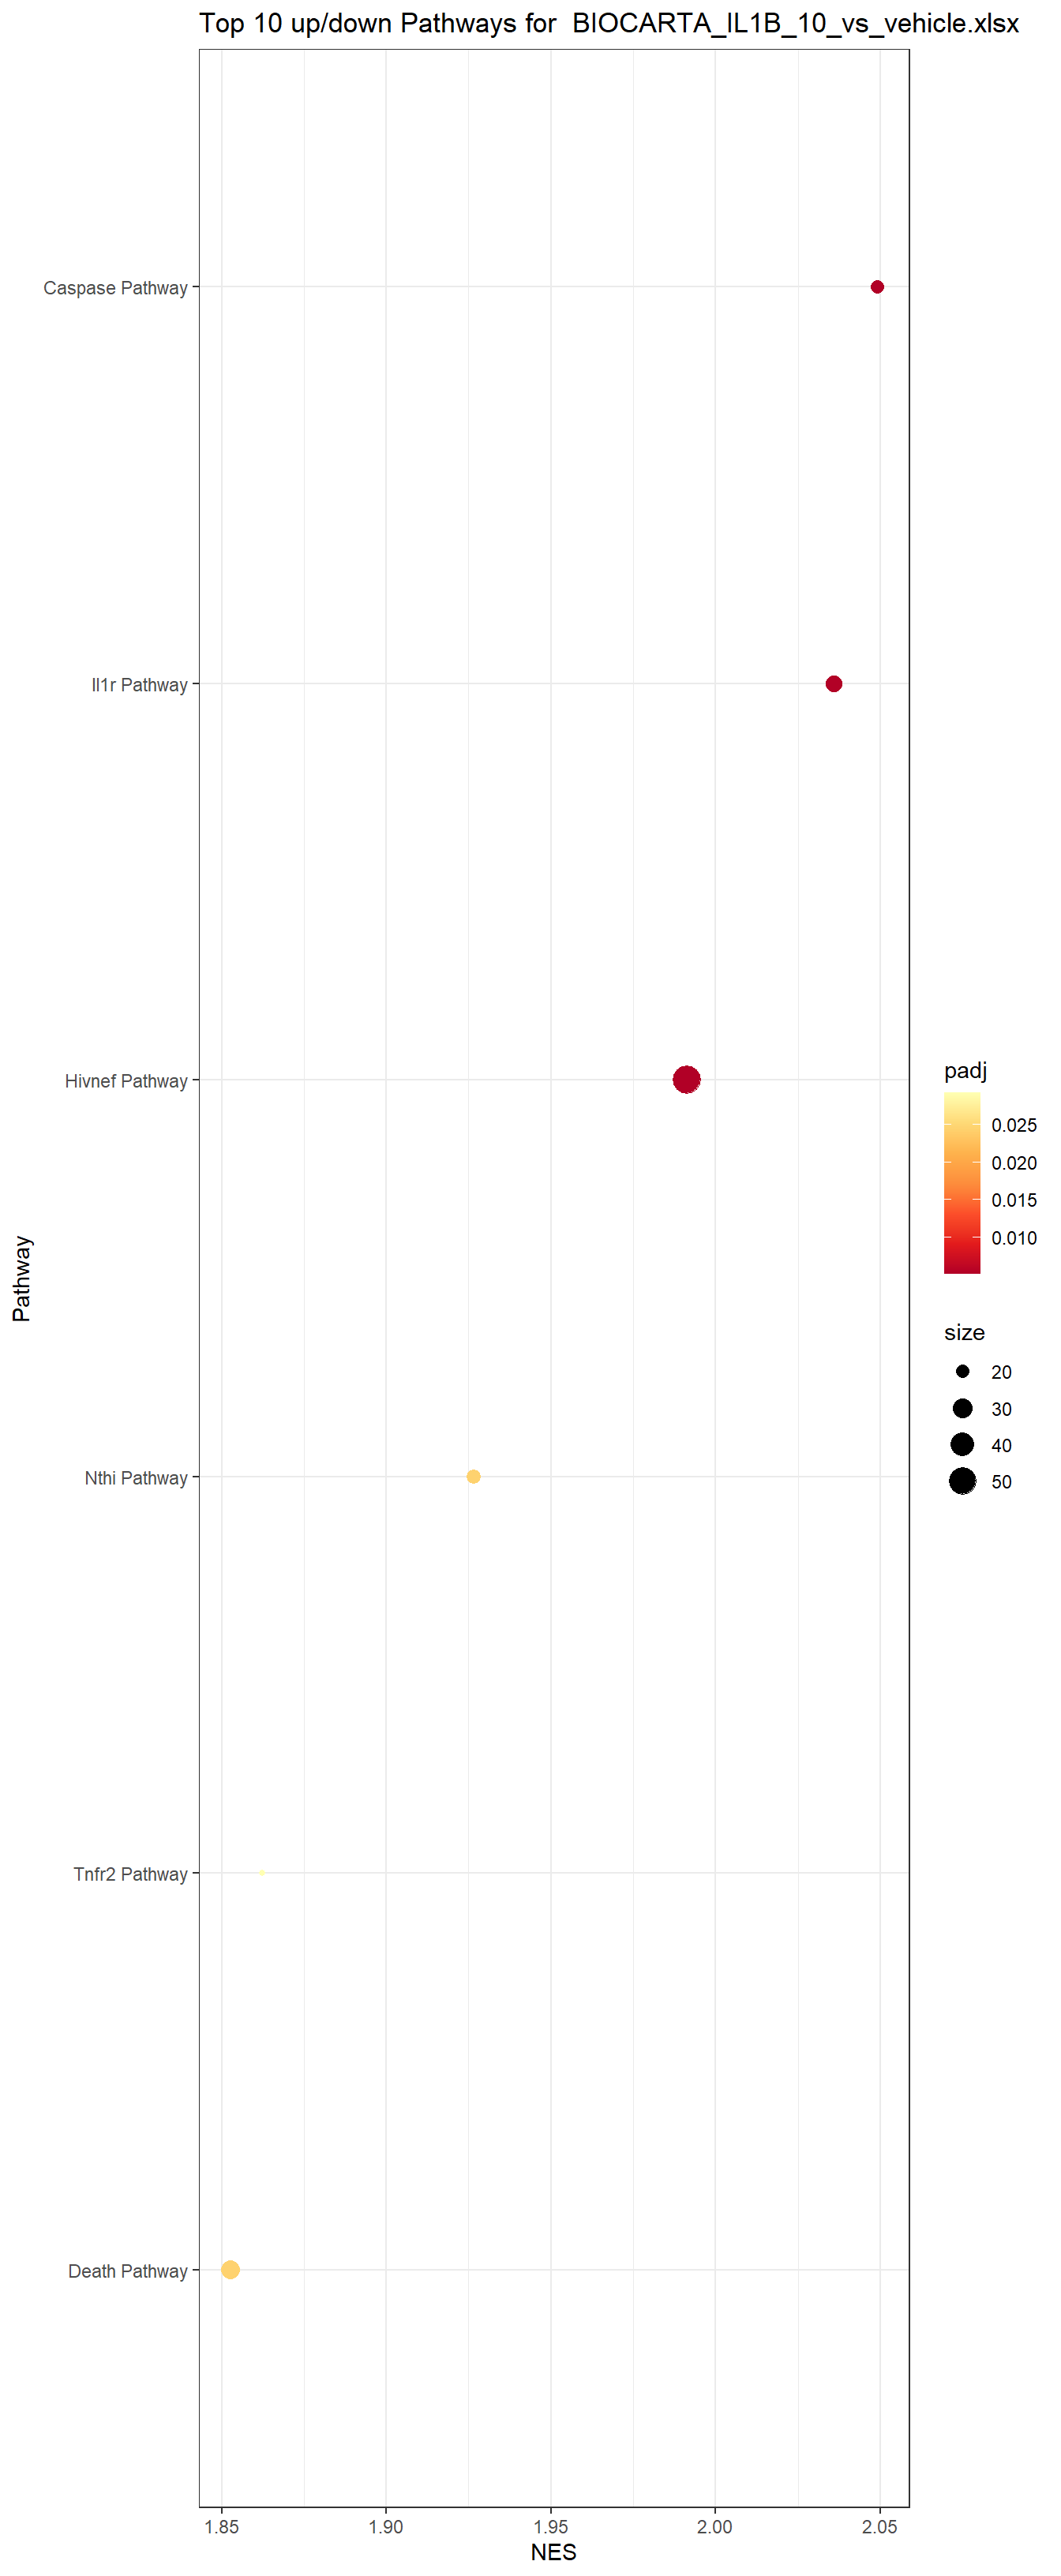 Top 10 up/down Pathways for  BIOCARTA_IL1B_10_vs_vehicle.xlsx
Caspase Pathway
Il1r Pathway
Hivnef Pathway
Nthi Pathway
Tnfr2 Pathway
Death Pathway
Pathway
1.85
1.90
1.95
2.00
2.05
NES
padj
0.025
0.020
0.015
0.010
size
20
30
40
50